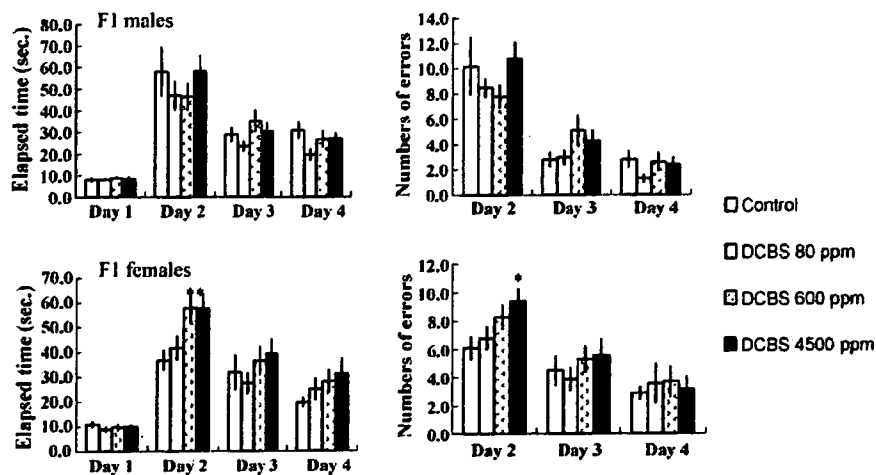 F1 males
Elapsed time (sec.)
80.0
70.0
60.0
50.0
40.0
30.0
20.0
10.0
0.0
Day 1 Day 2 Day 3 Day 4
Numbers of errors
14.0
12.0
10.0
8.0
6.0
4.0
2.0
0.0
Day 2 Day 3 Day 4
F1 females
Elapsed time (sec.)
70.0
60.0
50.0
40.0
30.0
20.0
10.0
0.0
* *
Day 1 Day 2 Day 3 Day 4
Numbers of errors
12.0
10.0
8.0
6.0
4.0
2.0
0.0
*
Day 2 Day 3 Day 4
Control
DCBS 80 ppm
DCBS 600 ppm
DCBS 4500 ppm